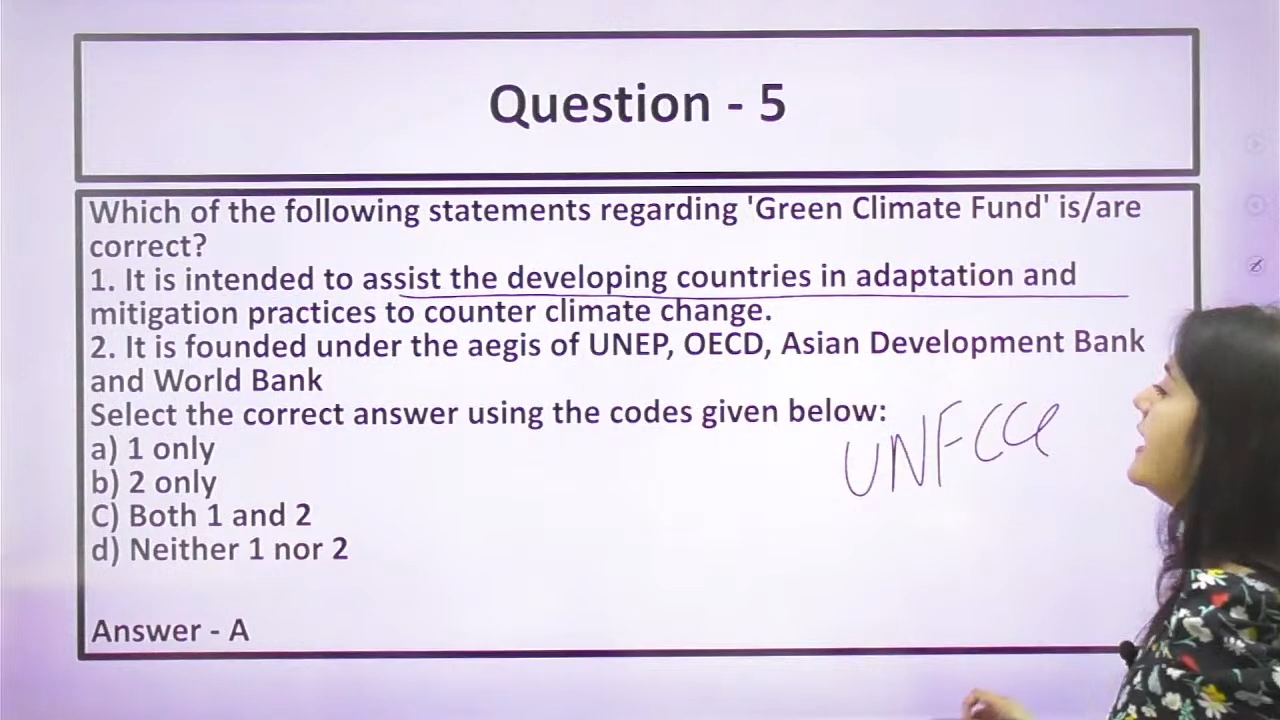 Question - 5
Which of the following statements regarding 'Green Climate Fund' is/are
correct?
1. It is intended to assist the developing countries in adaptation and
mitigation practices to counter climate change.
2. It is founded under the aegis of UNEP, OECD, Asian Development Bank
and World Bank
Select the correct answer using the codes given below:
UNFCCC
a) 1 only
b) 2 only
C) Both 1 and 2
d) Neither 1 nor 2
Answer - A